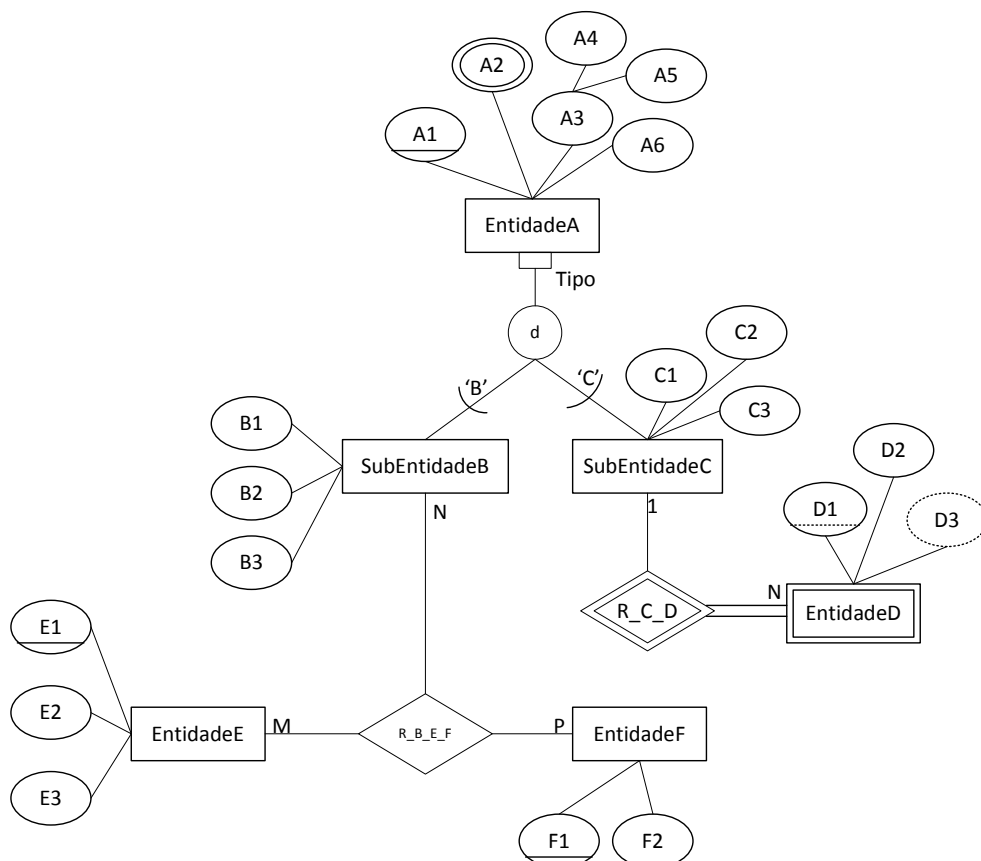 A4
A2
A5
A3
A1
A6
EntidadeA
Tipo
d
C2
'B'
'C'
C1
C3
B1
SubEntidadeB
SubEntidadeC
D2
B2
N
1
D1
D3
B3
N
R_C_D
EntidadeD
E1
E2
EntidadeE
M
R_B_E_F
P
EntidadeF
E3
F1
F2